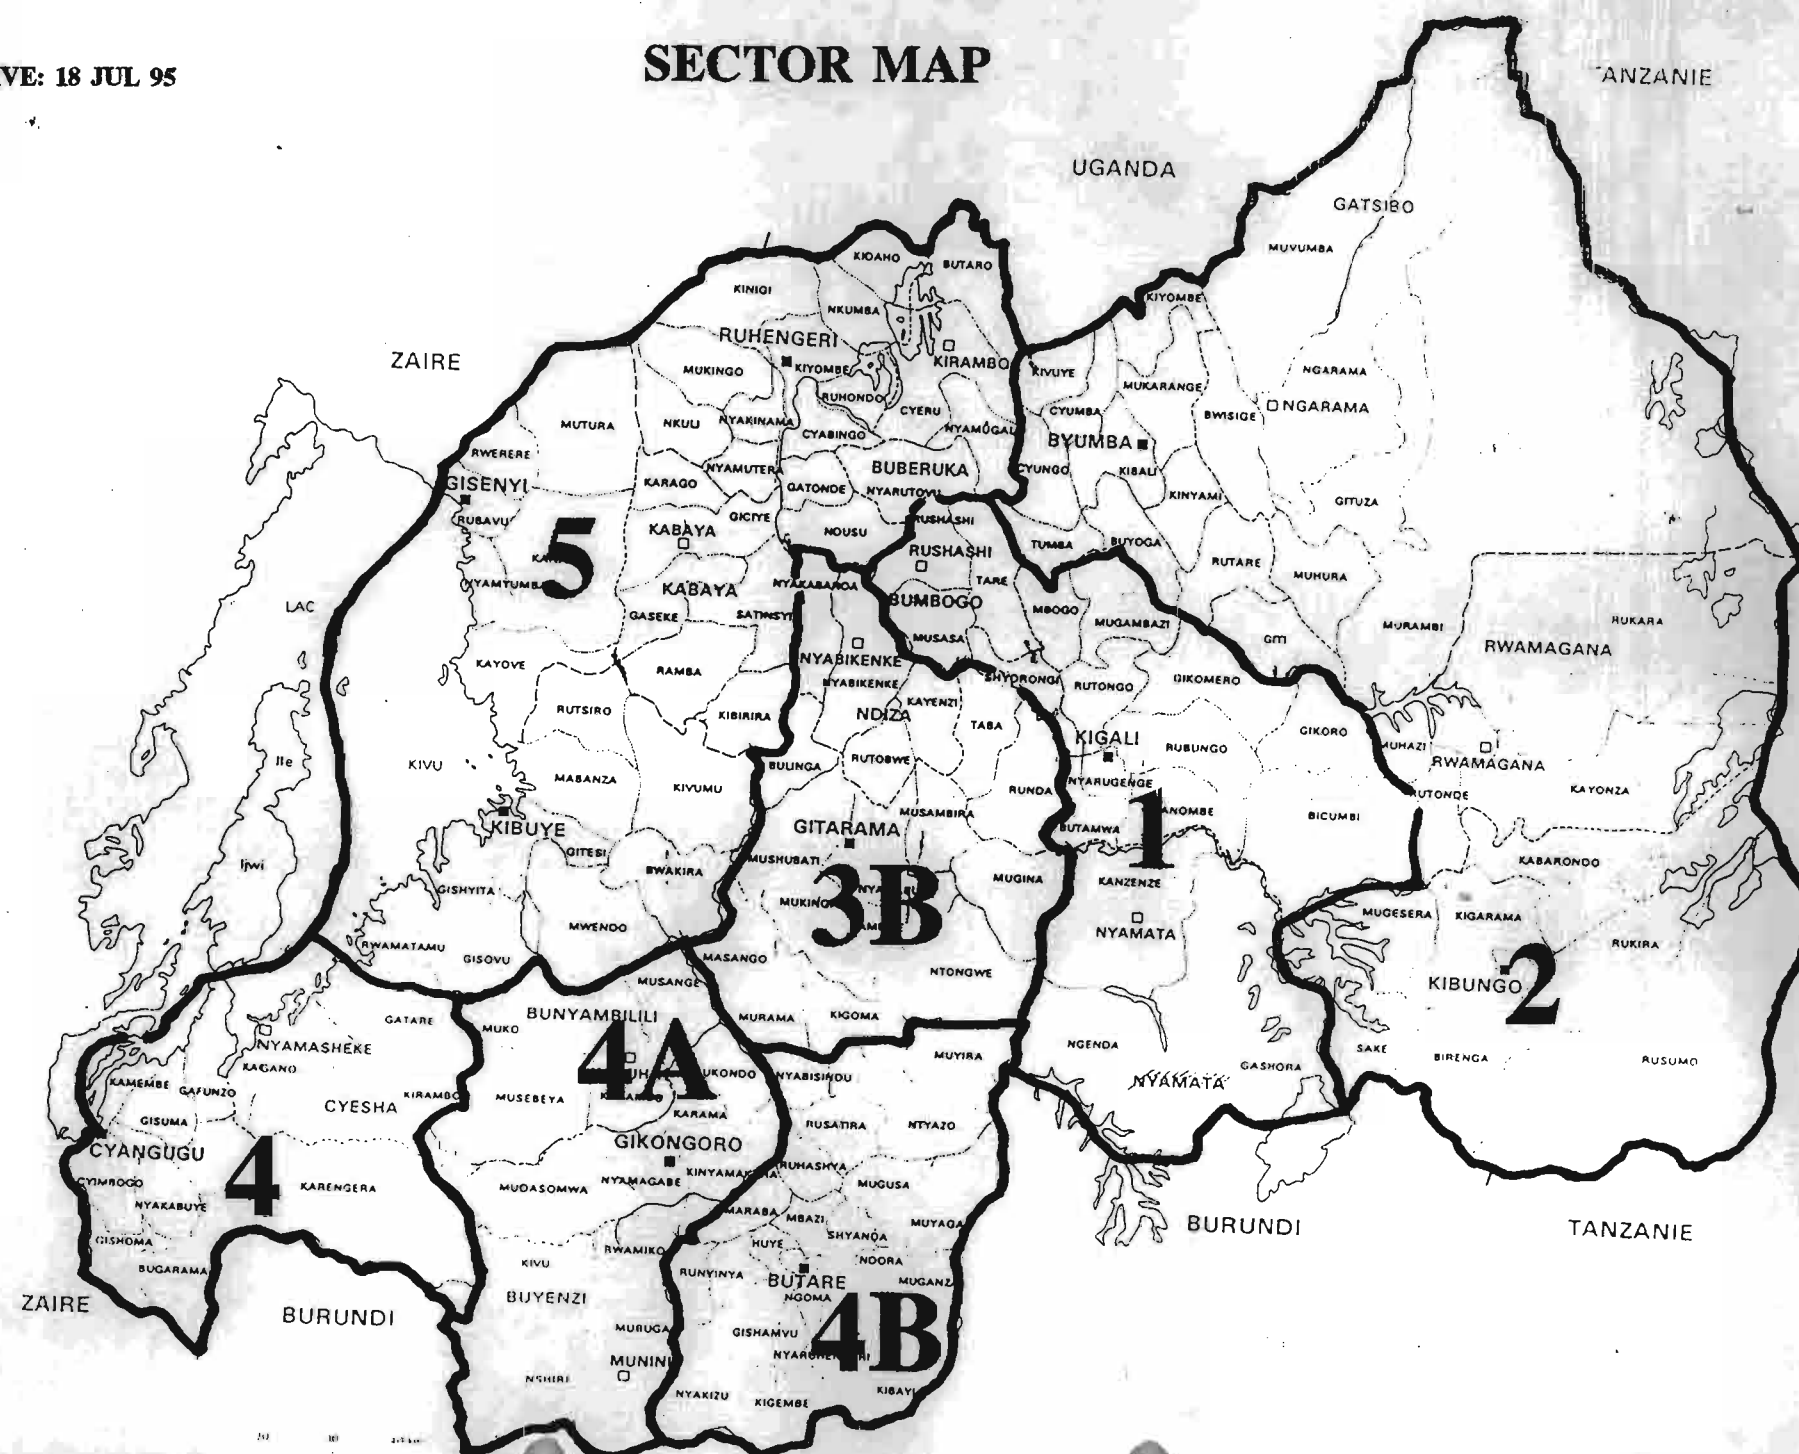 SECTOR MAP
VE: 18 JUL 95
ANZANIE
UGANDA
GATSIBO
MUVUMBA
KIDAHO
BUTARO
KINIGI
KIYOMBE
NKUMBA
RUHENGERI
KIRAMBO
ZAIRE
MUKINGO
KIYOMBE
KIVUYE
NGARAMA
MUKARANGE
RUHONDO
CYERU
CYUMBA
BWISIGE
NGARAMA
MUTURA
NKULI
NYAKINAMA
CYABINGO
NYAMUGALI
BYUMBA
RWERERE
NYAMUTERA
BUBERUKA
CYUNGO
KIBALI
GISENYI
KARAGO
GATONDE
NYARUTOVU
KINYAMI
GITUZA
RUBAVU
5
KABAYA
GICIYE
NOUSU
RUSHASHI
TUMBA
BUYOGA
RUSHASHI
RUTARE
MUHURA
NYAMYUMBA
KABAYA
NYAKABANDA
TARE
BUMBOGO
LAC
GASEKE
SATINSYI
MBOGO
MUGAMBAZI
MURAMBI
RUKARA
MUSASA
GITI
RWAMAGANA
KAYOVE
RAMBA
NYABIKENKE
NYABIKENKE
SHYORONGI
RUTONGO
GIKOMERO
RUTSIRO
KIBIRIRA
NDIZA
KAYENZI
TABA
KIGALI
RUBUNGO
GIKORO
MUHAZI
RWAMAGANA
Ile
KIVU
MABANZA
KIVUMU
BULINGA
RUTOBWE
RUNDA
NYARUGENGE
RUTONDE
KAYONZA
KIBUYE
GITARAMA
MUSAMBIRA
BUTAMWA
1
ANOMBE
BICUMBI
GITESI
MUSHUBATI
KABARONDO
Ijwi
GISHYITA
BWAKIRA
3B
MUGINA
KANZENZE
MUGESERA
KIGARAMA
MWENDO
NYAMATA
RUKIRA
RWAMATAMU
GISOVU
MASANGO
NTONGWE
KIBUNGO
2
MUSANGE
GATARE
MUKO
BUNYAMBILILI
MURAMA
KIGOMA
NYAMASHEKE
KAGANO
4A
MUYIRA
NGENDA
SAKE
BIRENGA
RUSUMO
KAMEMBE
GAFUNZO
KIRAMBO
MUSEBEYA
UKONDO
NYABISINDU
NYAMATA
GASHORA
GISUMA
CYESHA
KARAMA
RUSATIRA
NTYAZO
CYANGUGU
4
GIKONGORO
CYIMBOGO
KARENGERA
MUDASOMWA
NYAMAGABE
RUHASHYA
MUGUSA
NYAKABUYE
MARABA
MBAZI
SHYANDA
MUYAGA
BURUNDI
TANZANIE
GISHOMA
RWAMIKO
HUYE
BUGARAMA
KIVU
RUNYINYA
NDORA
BUTARE
MUGANZA
ZAIRE
BURUNDI
BUYENZI
NGOMA
MUBUGA
GISHAMVU
4B
MUNINI
NSHIRI
NYAKIZU
KIGEMBE
KIBAYI